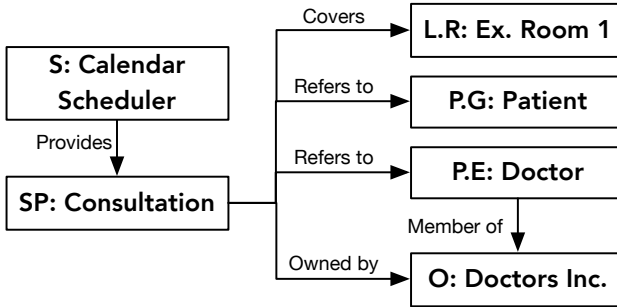 S: Calendar
Scheduler
Provides
SP: Consultation
Covers
L.R: Ex. Room 1
Refers to
P.G: Patient
Refers to
P.E: Doctor
Member of
Owned by
O: Doctors Inc.